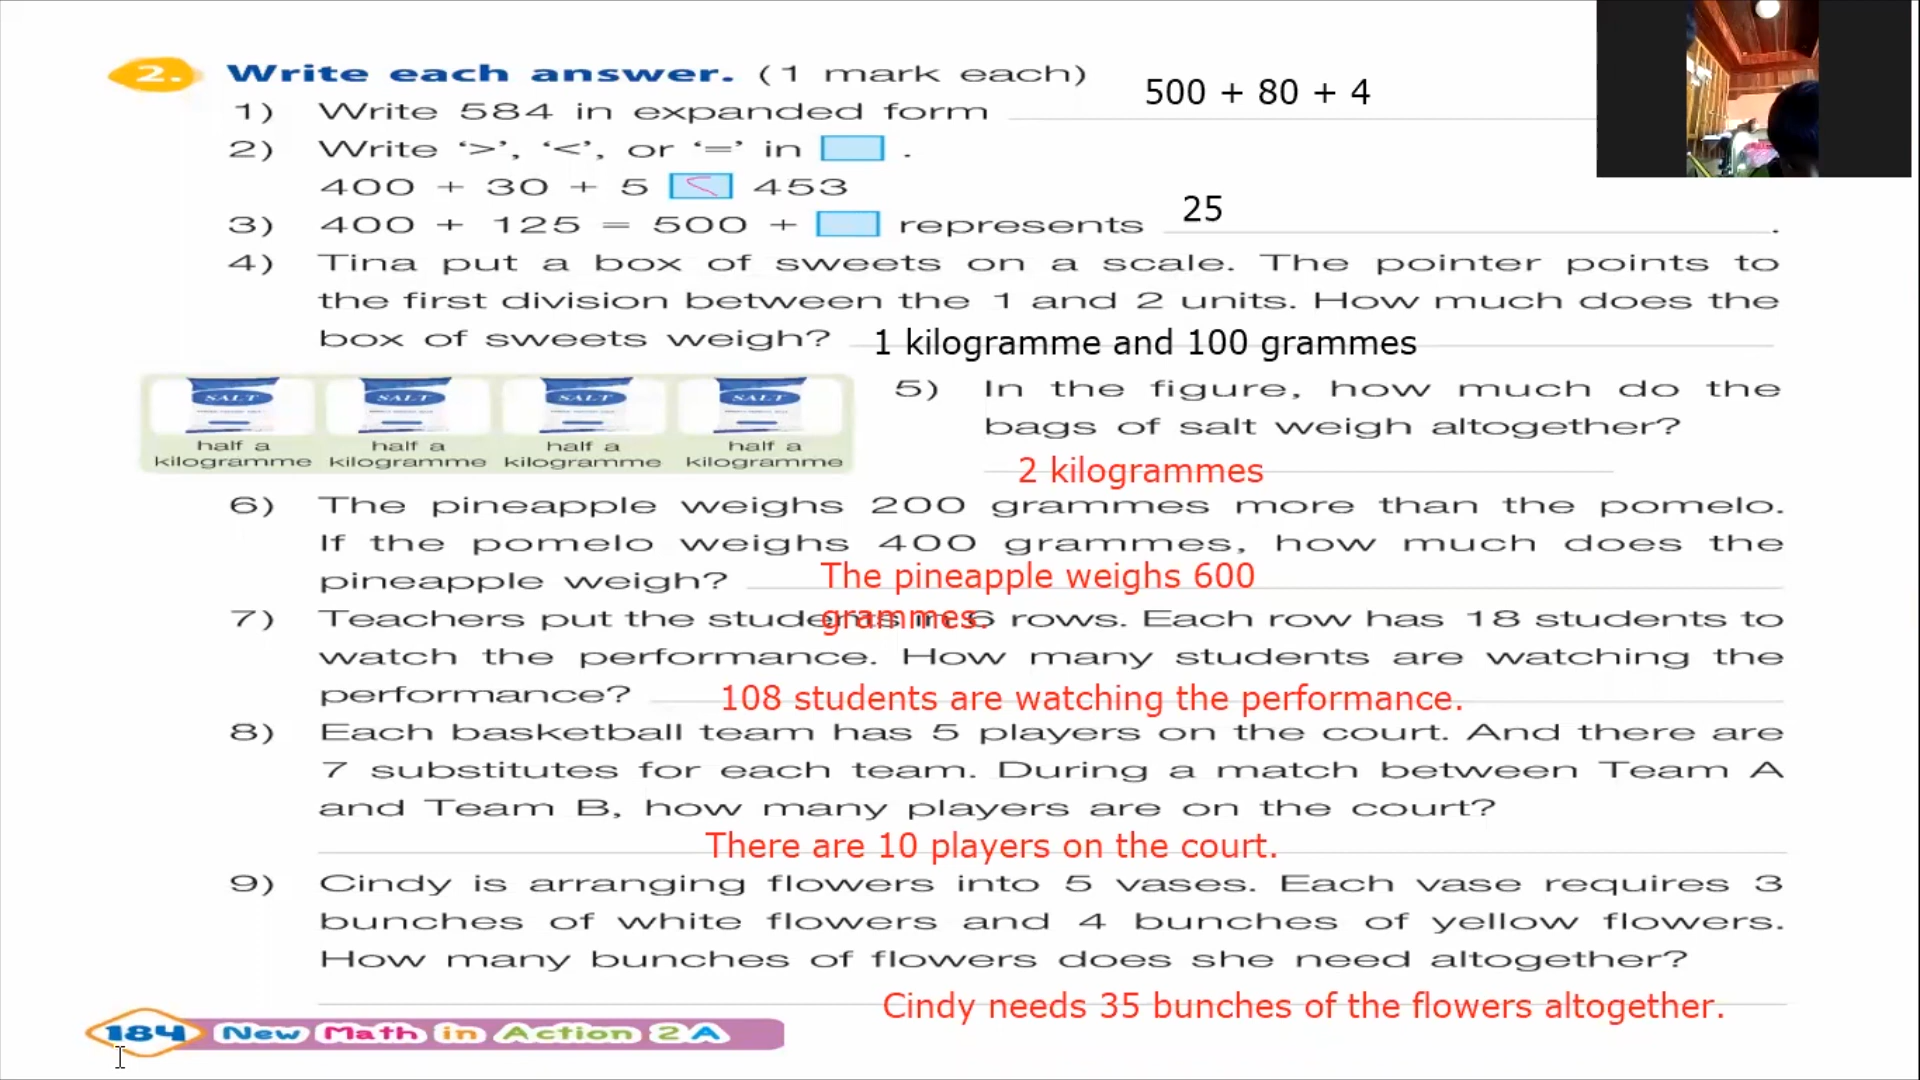 2. Write each answer. (1 mark each)
1) Write 584 in expanded form 500 + 80 + 4
2) Write ‘>’, ‘<’, or ‘=’ in .
400 + 30 + 5 < 453
3) 400 + 125 = 500 + represents 25 .
4) Tina put a box of sweets on a scale. The pointer points to
the first division between the 1 and 2 units. How much does the
box of sweets weigh? 1 kilogramme and 100 grammes
SALT SALT SALT SALT
half a half a half a half a
kilogramme kilogramme kilogramme kilogramme
5) In the figure, how much do the
bags of salt weigh altogether?
2 kilogrammes
6) The pineapple weighs 200 grammes more than the pomelo.
If the pomelo weighs 400 grammes, how much does the
pineapple weigh? The pineapple weighs 600
grammes.
7) Teachers put the students in 6 rows. Each row has 18 students to
watch the performance. How many students are watching the
performance? 108 students are watching the performance.
8) Each basketball team has 5 players on the court. And there are
7 substitutes for each team. During a match between Team A
and Team B, how many players are on the court?
There are 10 players on the court.
9) Cindy is arranging flowers into 5 vases. Each vase requires 3
bunches of white flowers and 4 bunches of yellow flowers.
How many bunches of flowers does she need altogether?
Cindy needs 35 bunches of the flowers altogether.
184 New Math in Action 2A